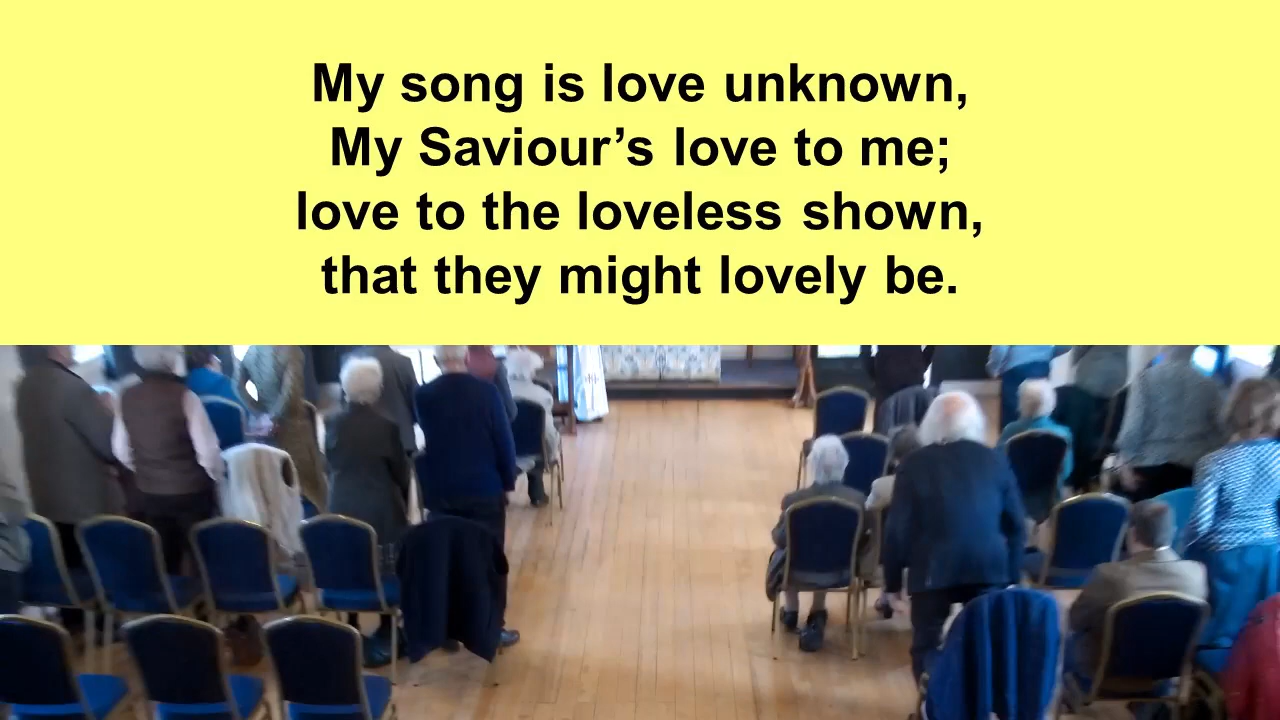 My song is love unknown,
My Saviour’s love to me;
love to the loveless shown,
that they might lovely be.